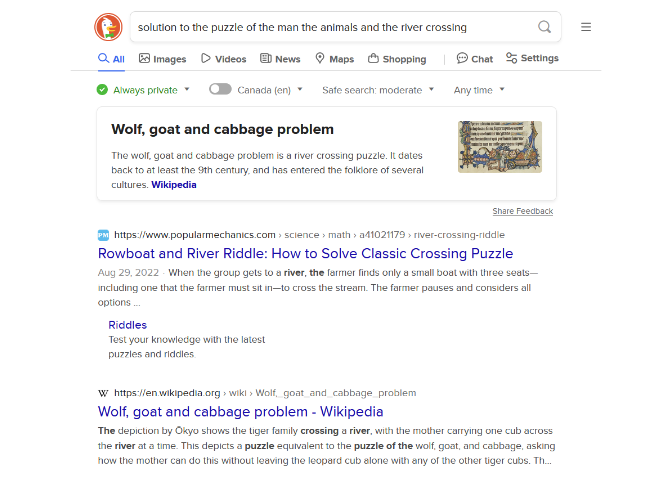 solution to the puzzle of the man the animals and the river crossing
All Images Videos News Maps Shopping Chat Settings
Always private Canada (en) Safe search: moderate Any time
Wolf, goat and cabbage problem
The wolf, goat and cabbage problem is a river crossing puzzle. It dates
back to at least the 9th century, and has entered the folklore of several
cultures. Wikipedia
Share Feedback
PM https://www.popularmechanics.com › science › math › a41021179 › river-crossing-riddle
Rowboat and River Riddle: How to Solve Classic Crossing Puzzle
Aug 29, 2022 · When the group gets to a river, the farmer finds only a small boat with three seats—
including one that the farmer must sit in—to cross the stream. The farmer pauses and considers all
options ...
Riddles
Test your knowledge with the latest
puzzles and riddles.
W https://en.wikipedia.org › wiki › Wolf,_goat_and_cabbage_problem
Wolf, goat and cabbage problem - Wikipedia
The depiction by Ōkyo shows the tiger family crossing a river, with the mother carrying one cub across
the river at a time. This depicts a puzzle equivalent to the puzzle of the wolf, goat, and cabbage, asking
how the mother can do this without leaving the leopard cub alone with any of the other tiger cubs. Th...